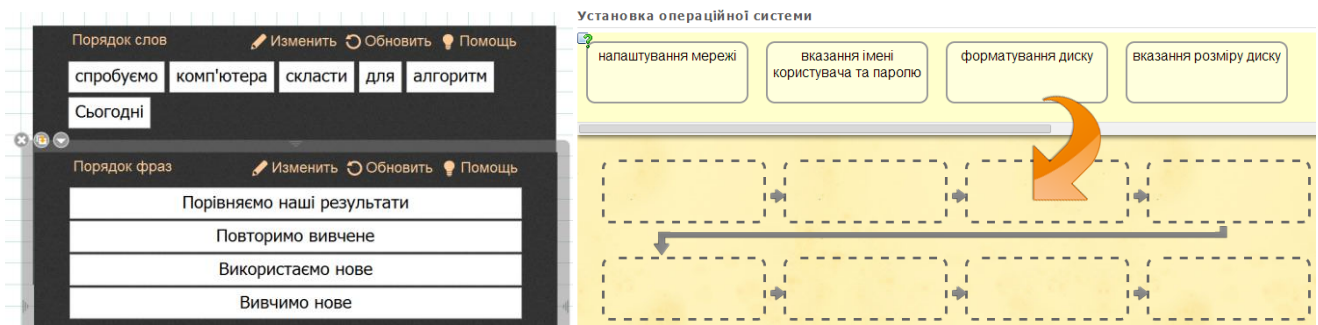 Порядок слов Изменить Обновить Помощь
спробуємо комп'ютера скласти для алгоритм
Сьогодні
Порядок фраз Изменить Обновить Помощь
Порівняємо наші результати
Повторимо вивчене
Використаємо нове
Вивчимо нове
Установка операційної системи
налаштування мережі
вказання імені
користувача та паролю
форматування диску
вказання розміру диску